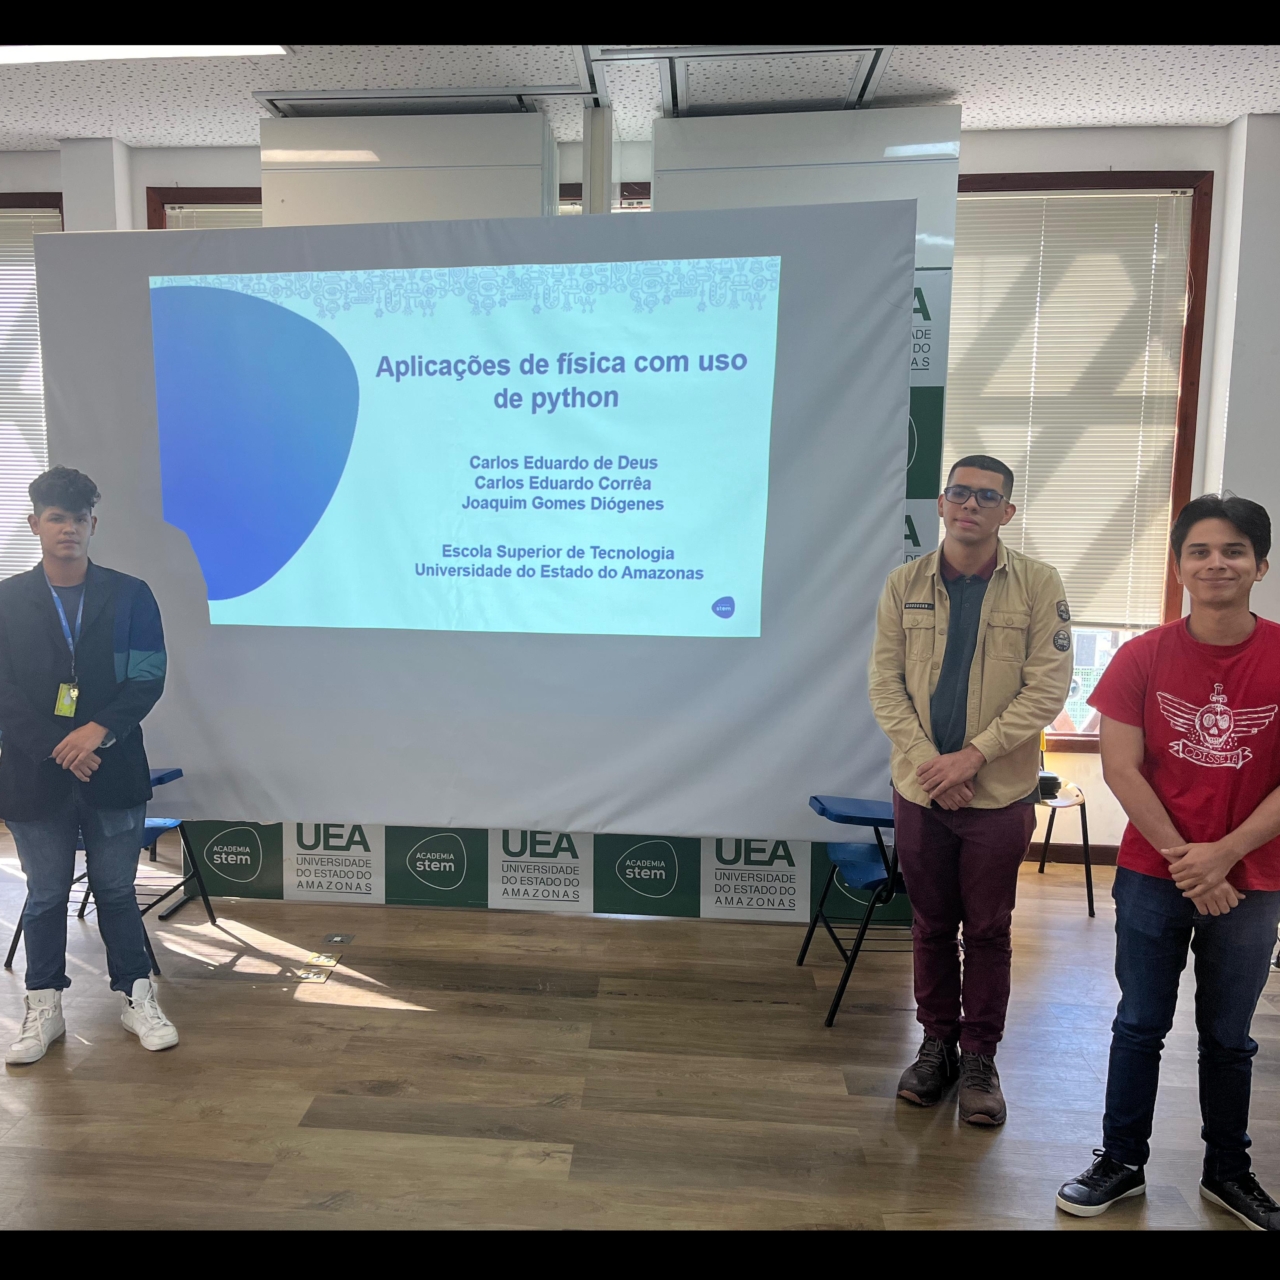 Aplicações de física com uso
de python
Carlos Eduardo de Deus
Carlos Eduardo Corrêa
Joaquim Gomes Diógenes
Escola Superior de Tecnologia
Universidade do Estado do Amazonas
stem
ODISSEIA
ACADEMIA
stem
UEA
UNIVERSIDADE
DO ESTADO DO
AMAZONAS
ACADEMIA
stem
UEA
UNIVERSIDADE
DO ESTADO DO
AMAZONAS
ACADEMIA
stem
UEA
UNIVERSIDADE
DO ESTADO DO
AMAZONAS